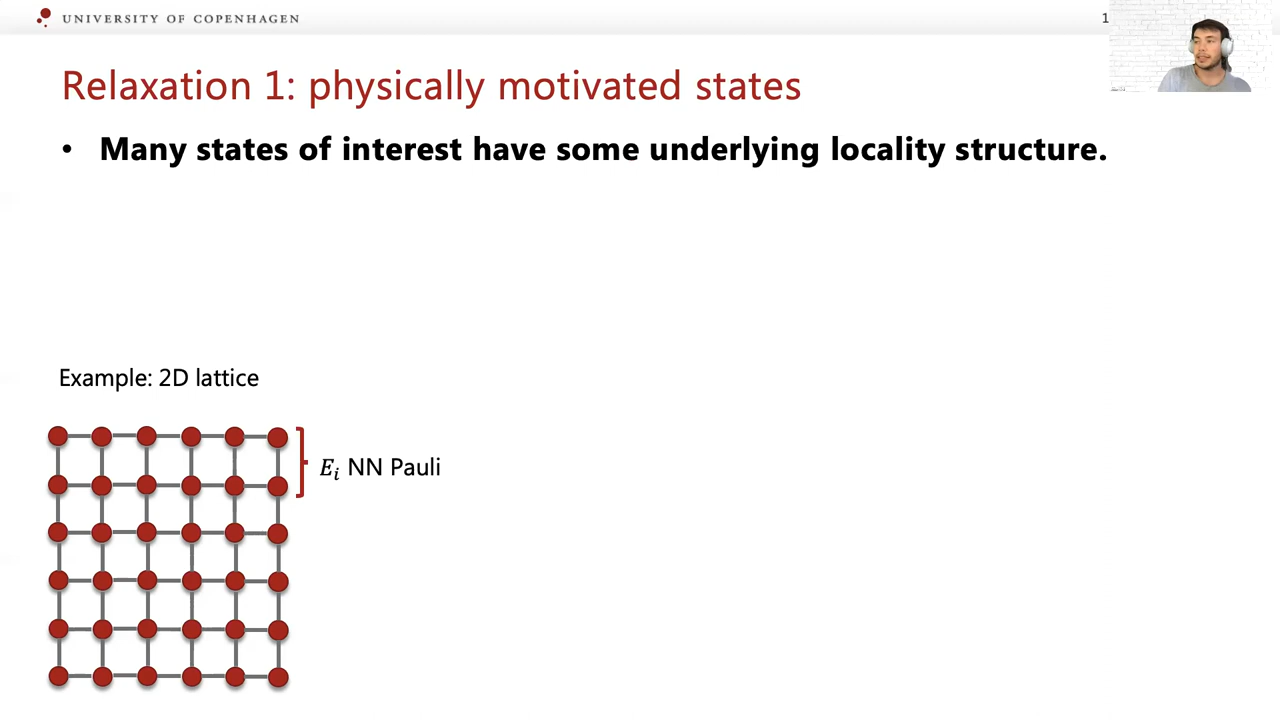 UNIVERSITY OF COPENHAGEN
1
Relaxation 1: physically motivated states
• Many states of interest have some underlying locality structure.
Example: 2D lattice
E_i NN Pauli